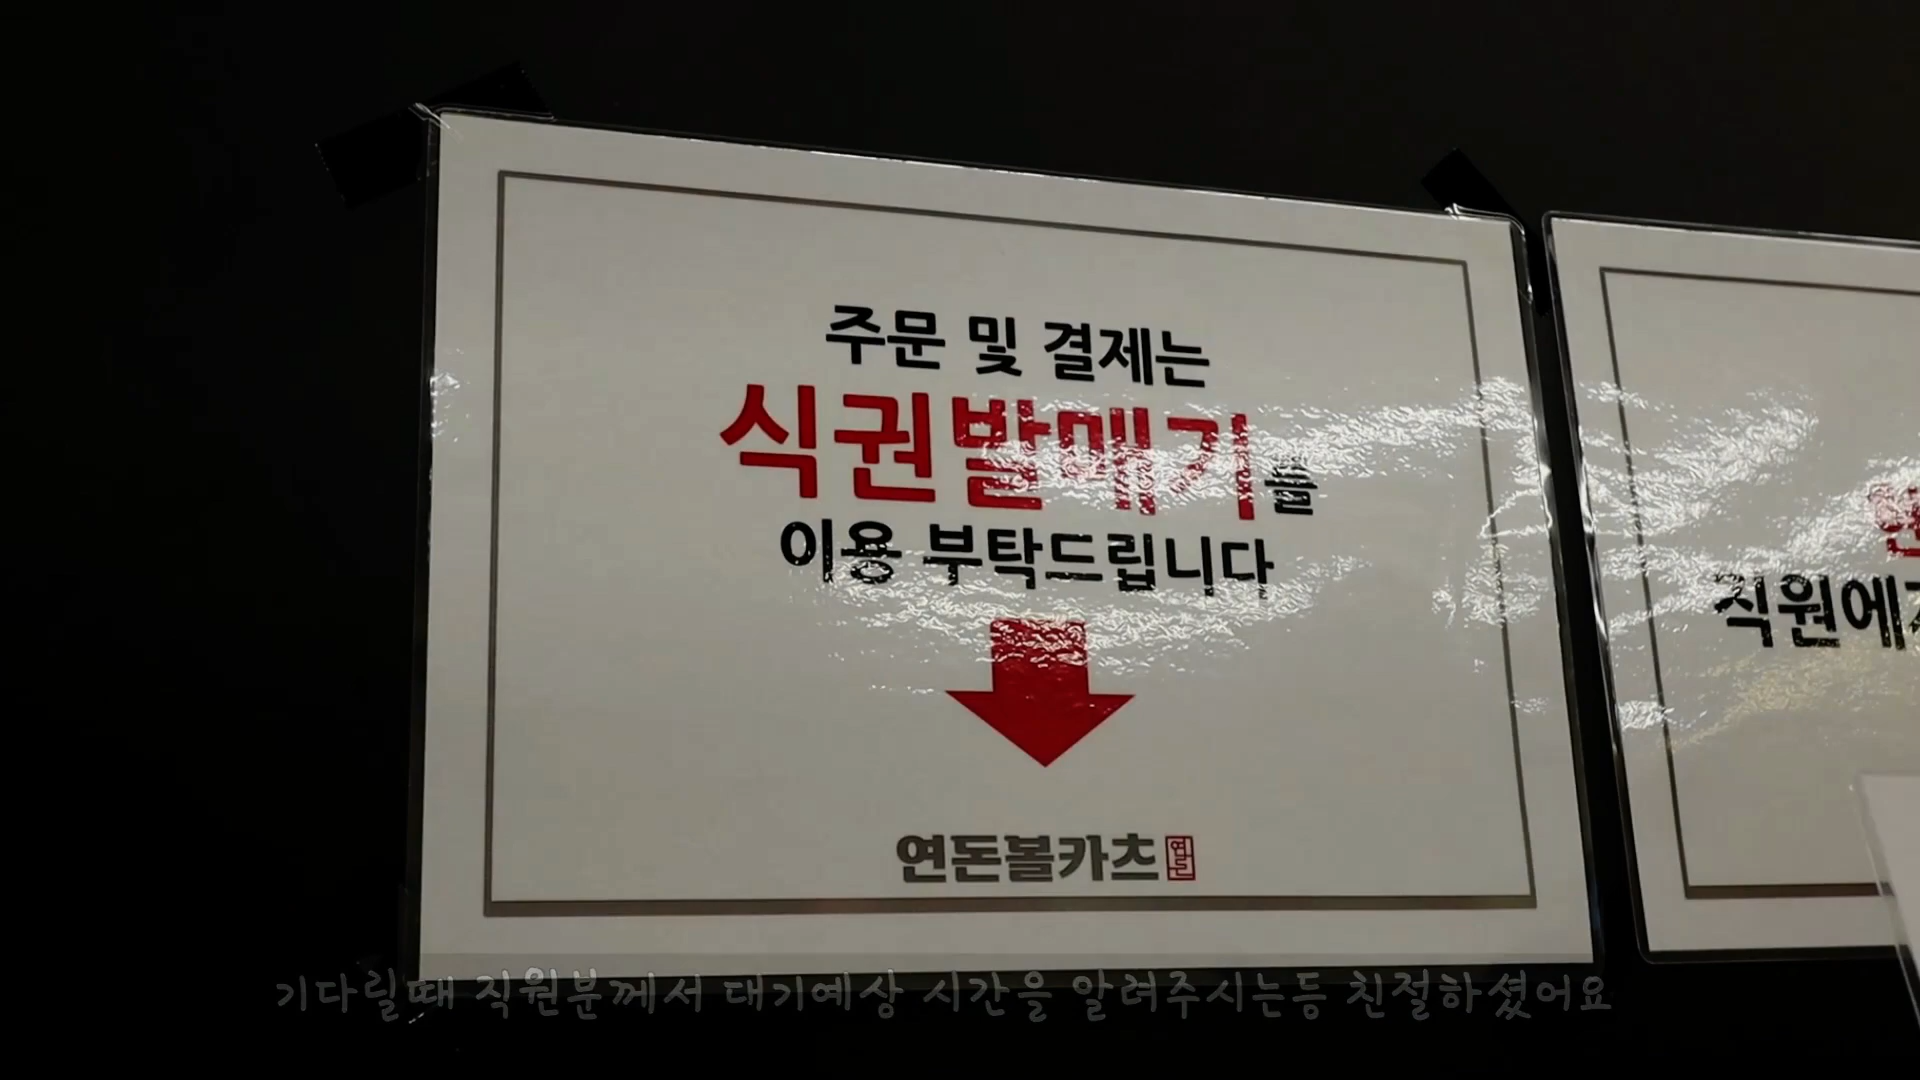 주문 및 결제는
식권발매기를
이용 부탁드립니다
연돈볼카츠 연돈
직원에
기다릴때 직원분께서 대기예상 시간을 알려주시는등 친절하셨어요